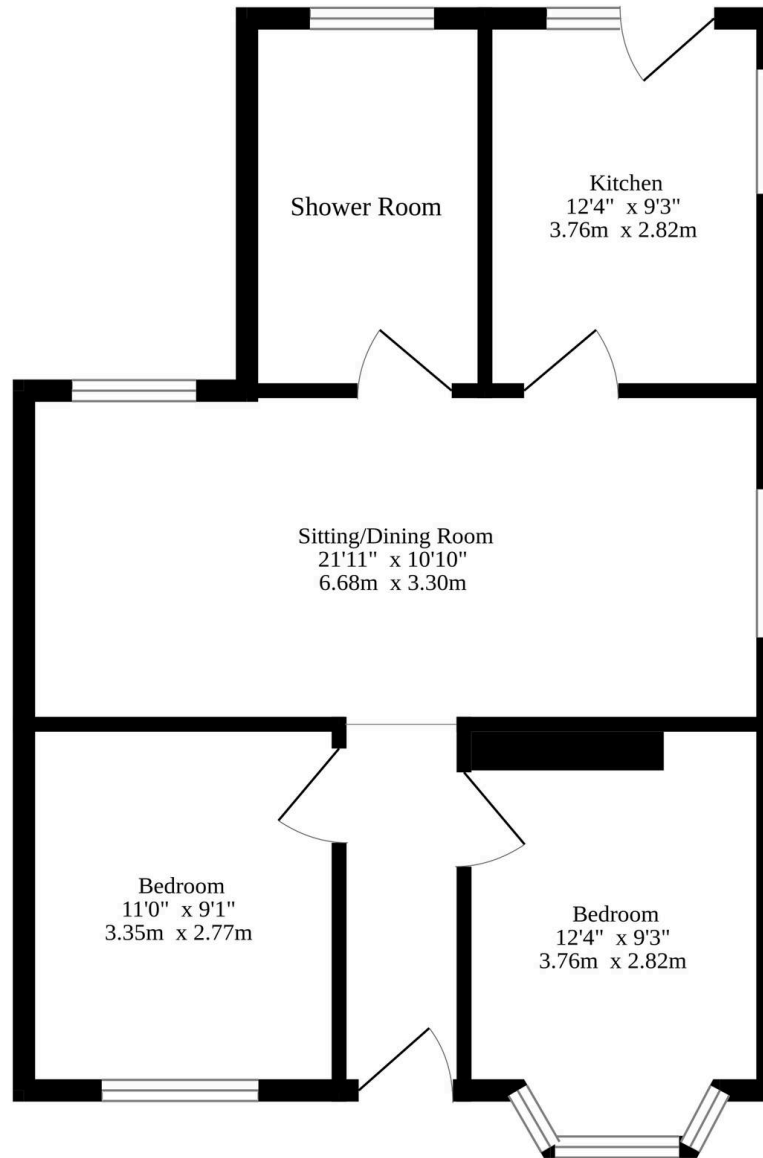 Shower Room
Kitchen
12'4" x 9'3"
3.76m x 2.82m
Sitting/Dining Room
21'11" x 10'10"
6.68m x 3.30m
Bedroom
11'0" x 9'1"
3.35m x 2.77m
Bedroom
12'4" x 9'3"
3.76m x 2.82m